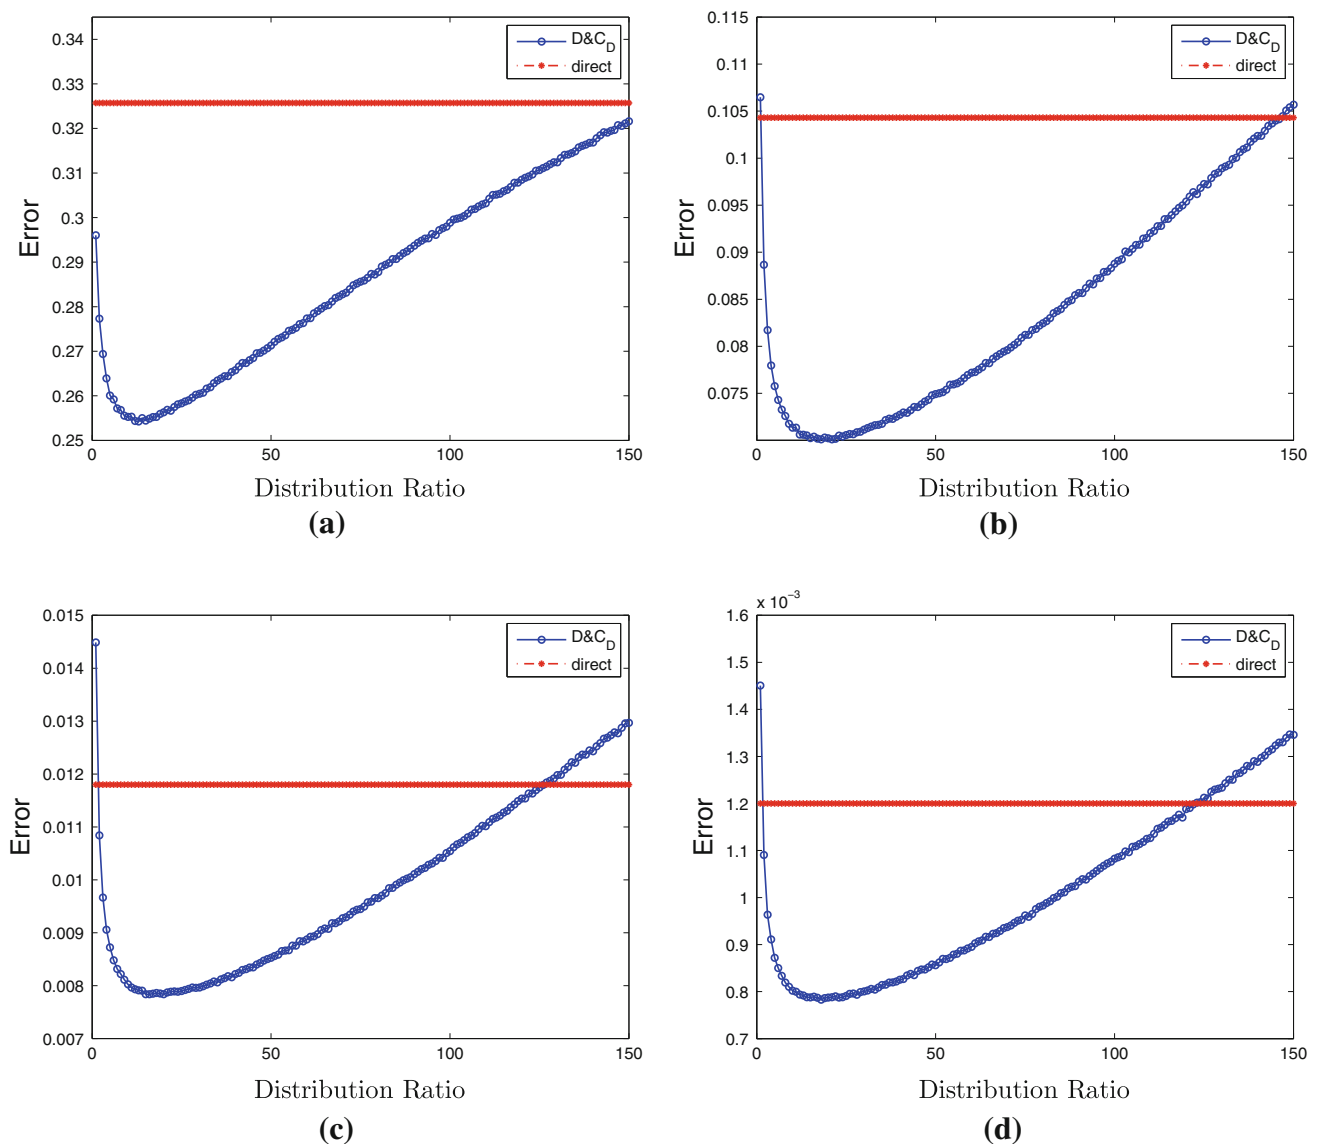 0.34
0.33
0.32
0.31
0.3
0.29
0.28
0.27
0.26
0.25
Error
0
50
100
150
Distribution Ratio
D&C_D
direct
(a)
0.115
0.11
0.105
0.1
0.095
0.09
0.085
0.08
0.075
Error
0
50
100
150
Distribution Ratio
D&C_D
direct
(b)
0.015
0.014
0.013
0.012
0.011
0.01
0.009
0.008
0.007
Error
0
50
100
150
Distribution Ratio
D&C_D
direct
(c)
x 10^−3
1.6
1.5
1.4
1.3
1.2
1.1
1
0.9
0.8
0.7
Error
0
50
100
150
Distribution Ratio
D&C_D
direct
(d)